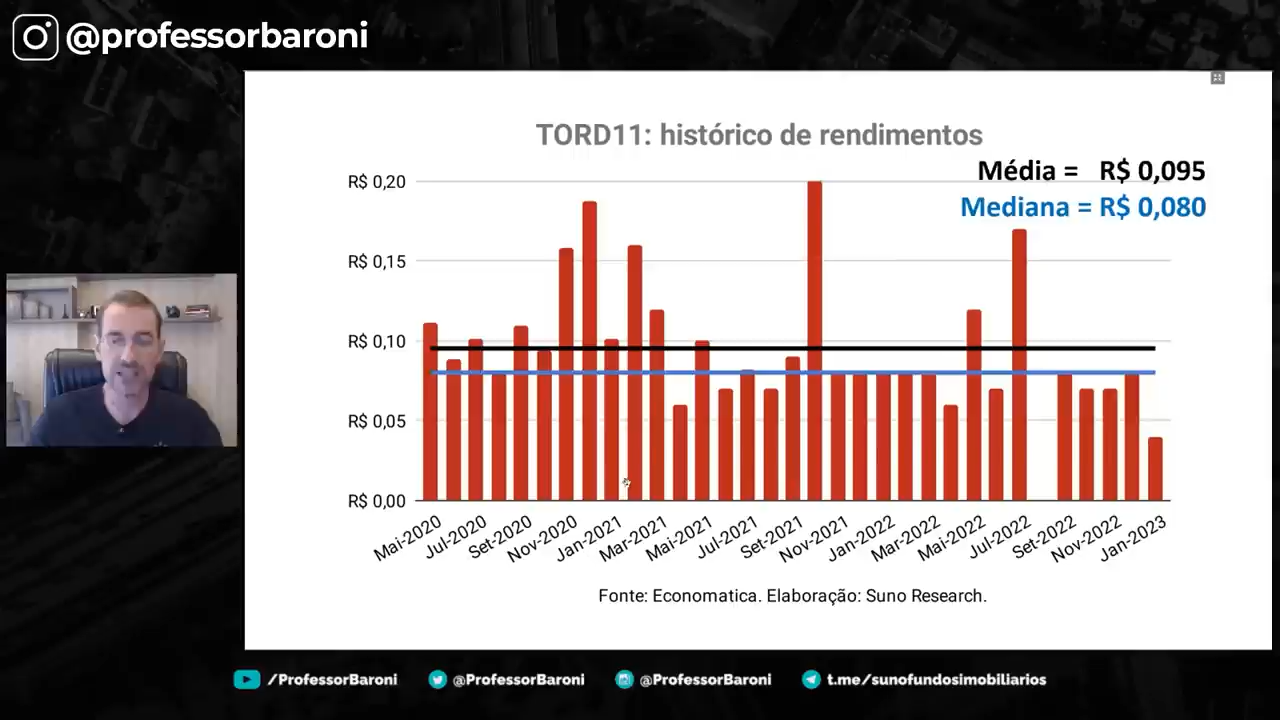 @professorbaroni
TORD11: histórico de rendimentos
Média = R$ 0,095
Mediana = R$ 0,080
R$ 0,20
R$ 0,15
R$ 0,10
R$ 0,05
R$ 0,00
Mai-2020
Jul-2020
Set-2020
Nov-2020
Jan-2021
Mar-2021
Mai-2021
Jul-2021
Set-2021
Nov-2021
Jan-2022
Mar-2022
Mai-2022
Jul-2022
Set-2022
Nov-2022
Jan-2023
Fonte: Economatica. Elaboração: Suno Research.
/ProfessorBaroni @ProfessorBaroni @ProfessorBaroni t.me/sunofundosimobiliarios